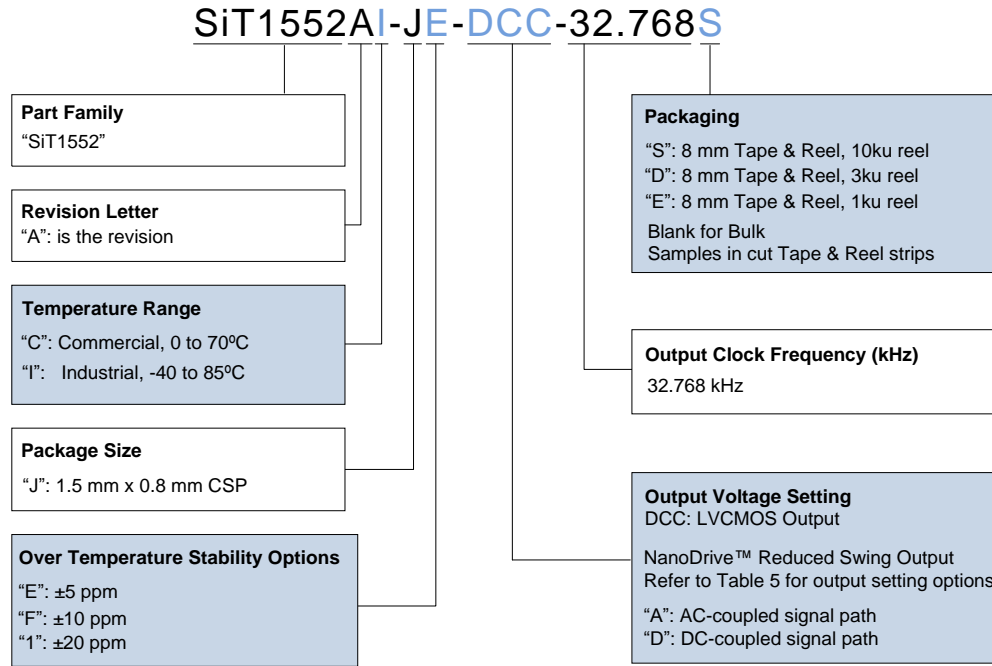 SiT1552AI-JE-DCC-32.768S
Part Family
“SiT1552”
Revision Letter
“A”: is the revision
Temperature Range
“C”: Commercial, 0 to 70ºC
“I”: Industrial, -40 to 85ºC
Package Size
“J”: 1.5 mm x 0.8 mm CSP
Over Temperature Stability Options
“E”: ±5 ppm
“F”: ±10 ppm
“1”: ±20 ppm
Packaging
“S”: 8 mm Tape & Reel, 10ku reel
“D”: 8 mm Tape & Reel, 3ku reel
“E”: 8 mm Tape & Reel, 1ku reel
Blank for Bulk
Samples in cut Tape & Reel strips
Output Clock Frequency (kHz)
32.768 kHz
Output Voltage Setting
DCC: LVCMOS Output
NanoDrive™ Reduced Swing Output
Refer to Table 5 for output setting options
“A”: AC-coupled signal path
“D”: DC-coupled signal path